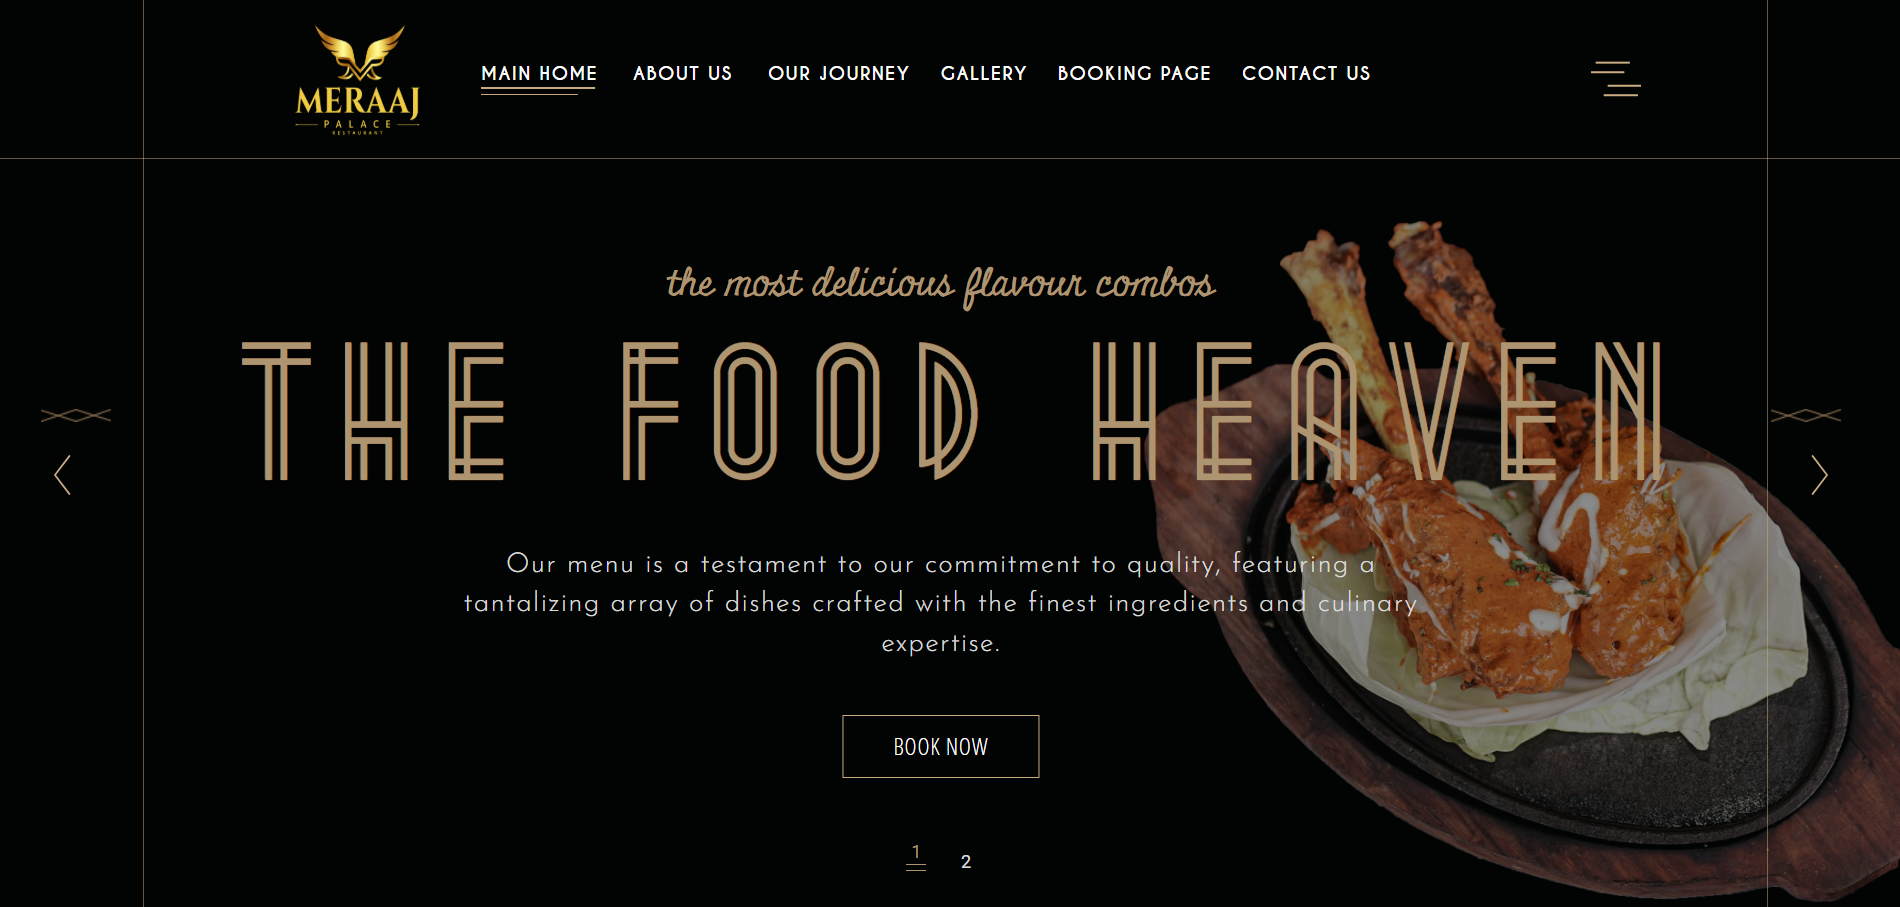 MERAAJ
PALACE
RESTAURANT
MAIN HOME
ABOUT US
OUR JOURNEY
GALLERY
BOOKING PAGE
CONTACT US
the most delicious flavour combos
THE FOOD HEAVEN
Our menu is a testament to our commitment to quality, featuring a
tantalizing array of dishes crafted with the finest ingredients and culinary
expertise.
BOOK NOW
1 2